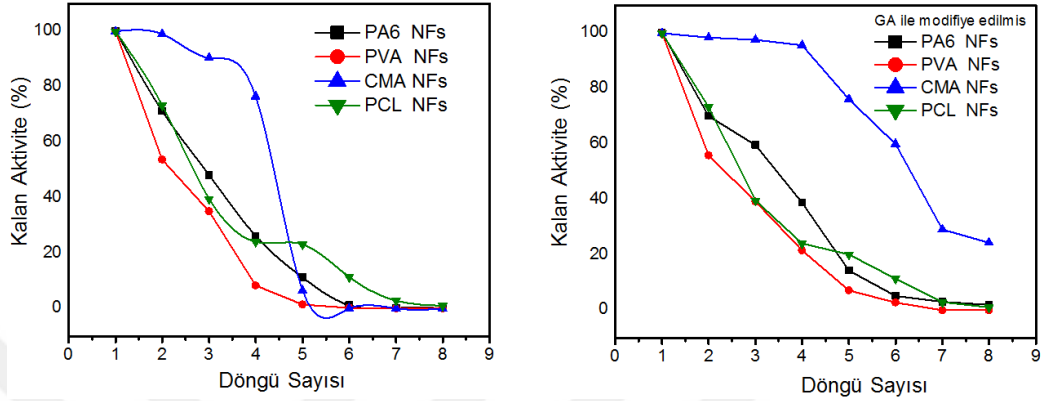 Kalan Aktivite (%)
100
80
60
40
20
0
PA6 NFs
PVA NFs
CMA NFs
PCL NFs
0 1 2 3 4 5 6 7 8 9
Döngü Sayısı
Kalan Aktivite (%)
100
80
60
40
20
0
GA ile modifiye edilmis
PA6 NFs
PVA NFs
CMA NFs
PCL NFs
0 1 2 3 4 5 6 7 8 9
Döngü Sayısı